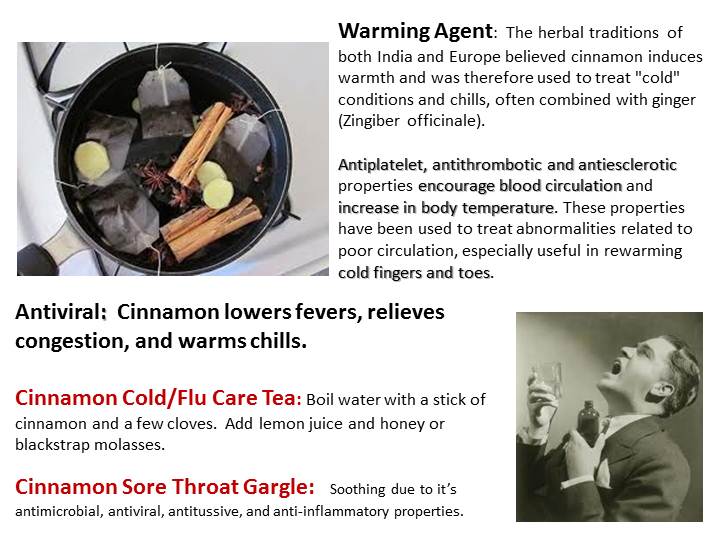 Warming Agent:  The herbal traditions  of
both India and Europe believed cinnamon induces
warmth and was therefore used to treat "cold"
conditions and chills, often combined with ginger
(Zingiber  officinale).
Antiplatelet, antithrombotic and antiesclerotic
properties encourage blood circulation and
increase in body temperature. These properties
have been used to treat abnormalities related to
poor circulation, especially useful in rewarming
cold fingers and toes.
Antiviral:  Cinnamon lowers fevers, relieves
congestion, and warms chills.
Cinnamon Cold/Flu Care Tea: Boil water with a stick of
cinnamon and a few cloves.  Add lemon juice and honey or
blackstrap molasses.
Cinnamon Sore Throat Gargle:   Soothing due to it’s
antimicrobial, antiviral, antitussive, and anti-inflammatory properties.